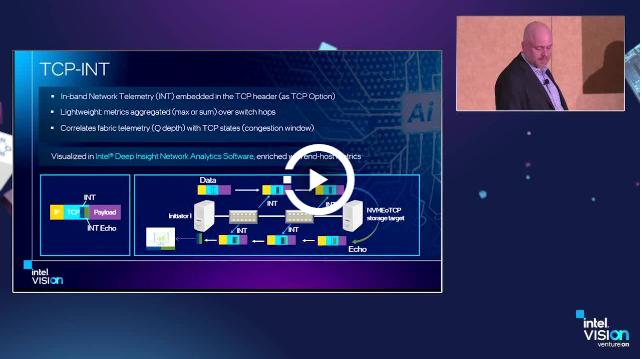 TCP-INT
In-band Network Telemetry (INT) embedded in the TCP header (as TCP Option)
Lightweight: metrics aggregated (max or sum) over switch hops
Correlates fabric telemetry (Q depth) with TCP states (congestion window)
Ai
Visualized in Intel® Deep Insight Network Analytics Software, enriched end-host metrics
INT
IP TCP Payload
INT Echo
Data
INT INT
Initiator1
NVMEoTCP
storage target
INT INT
Echo
intel
VISION
intel
VISION
venture on